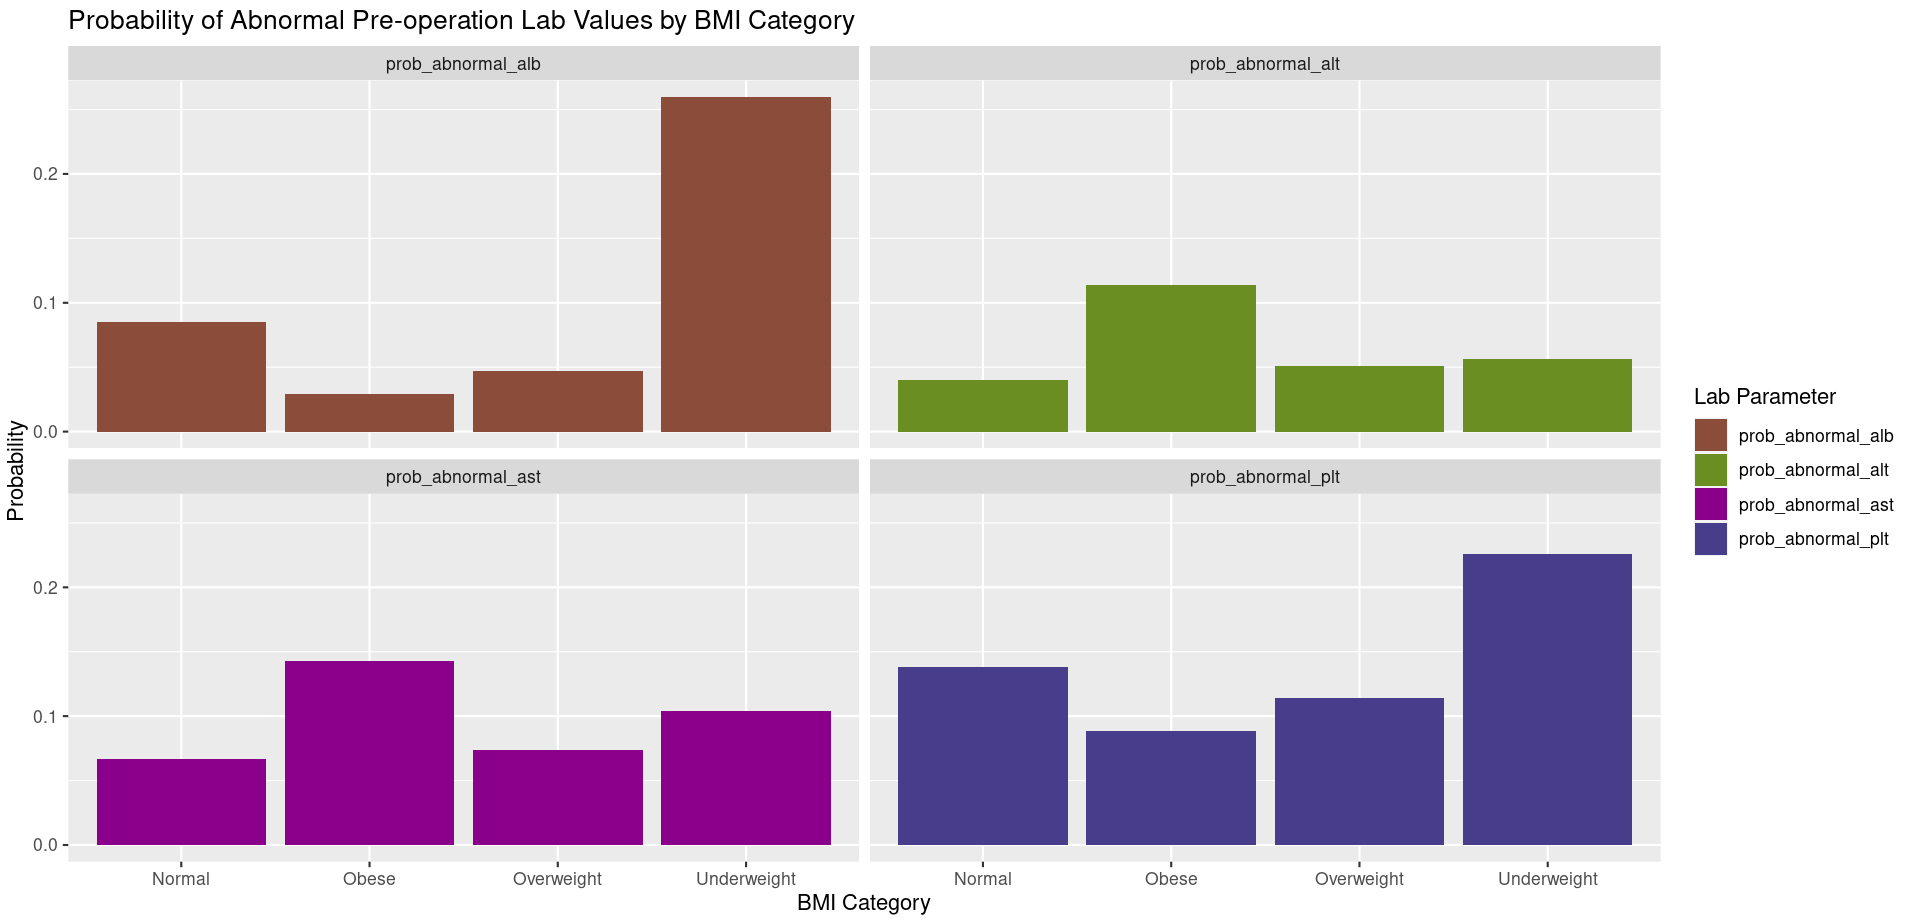 Probability of Abnormal Pre-operation Lab Values by BMI Category
prob_abnormal_alb
prob_abnormal_alt
0.2
0.1
0.0
prob_abnormal_ast
prob_abnormal_plt
0.2
0.1
0.0
Probability
Normal Obese Overweight Underweight
Normal Obese Overweight Underweight
BMI Category
Lab Parameter
prob_abnormal_alb
prob_abnormal_alt
prob_abnormal_ast
prob_abnormal_plt